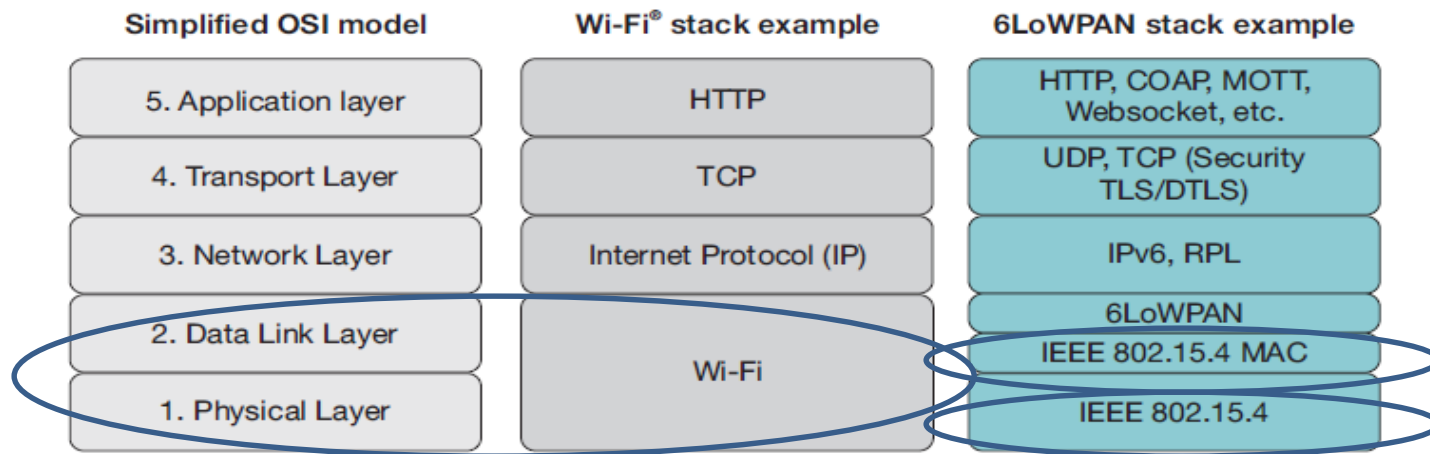 Simplified OSI model
Wi-Fi® stack example
6LoWPAN stack example
5. Application layer
HTTP
HTTP, COAP, MOTT,
Websocket, etc.
4. Transport Layer
TCP
UDP, TCP (Security
TLS/DTLS)
3. Network Layer
Internet Protocol (IP)
IPv6, RPL
2. Data Link Layer
Wi-Fi
6LoWPAN
IEEE 802.15.4 MAC
1. Physical Layer
IEEE 802.15.4